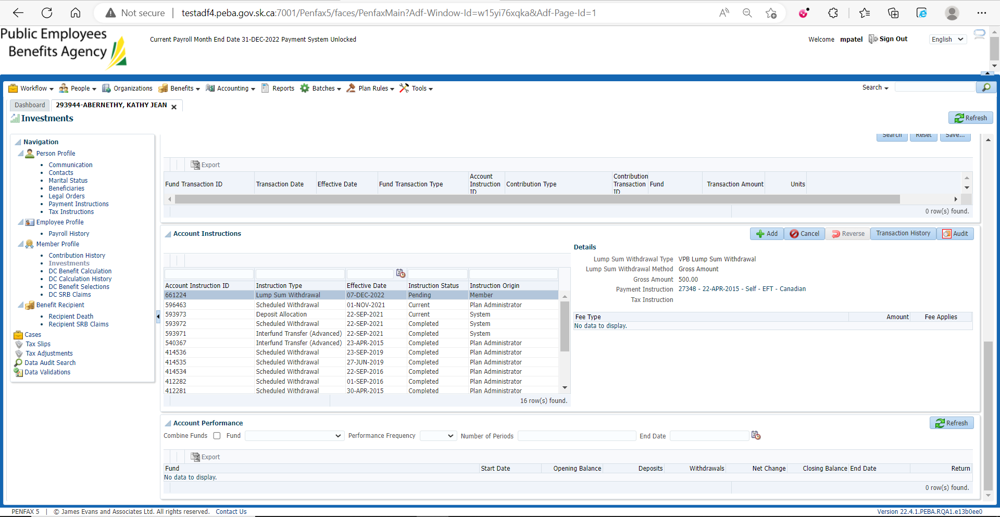 Not secure | testadf4.peba.gov.sk.ca:7001/Penfax5/faces/PenfaxMain?Adf-Window-Id=w15yi76xqka&Adf-Page-Id=1
Public Employees
Benefits Agency
Current Payroll Month End Date 31-DEC-2022 Payment System Unlocked
Welcome mpatel Sign Out English
Workflow People Organizations Benefits Accounting Reports Batches Plan Rules Tools Search
Dashboard 293944-ABERNETHY, KATHY JEAN
Investments Refresh
Navigation
Person Profile
Communication
Contacts
Marital Status
Beneficiaries
Legal Orders
Payment Instructions
Tax Instructions
Employee Profile
Payroll History
Member Profile
Contribution History
Investments
DC Benefit Calculation
DC Calculation History
DC Benefit Selections
DC SRB Claims
Benefit Recipient
Recipient Death
Recipient SRB Claims
Cases
Tax Slips
Tax Adjustments
Data Audit Search
Data Validations
Search Reset Save...
Export
Fund Transaction ID Transaction Date Effective Date Fund Transaction Type Account Instruction ID Contribution Type Contribution Transaction ID Fund Transaction Amount Units
0 row(s) found.
Account Instructions Add Cancel Reverse Transaction History Audit
Account Instruction ID Instruction Type Effective Date Instruction Status Instruction Origin
661224 Lump Sum Withdrawal 07-DEC-2022 Pending Member
596463 Scheduled Withdrawal 01-NOV-2021 Current Plan Administrator
593973 Deposit Allocation 22-SEP-2021 Current System
593972 Scheduled Withdrawal 22-SEP-2021 Completed System
593971 Interfund Transfer (Advanced) 22-SEP-2021 Completed System
540367 Interfund Transfer (Advanced) 23-APR-2015 Completed Plan Administrator
414536 Scheduled Withdrawal 23-SEP-2019 Completed Plan Administrator
414535 Scheduled Withdrawal 27-JUN-2019 Completed Plan Administrator
414534 Scheduled Withdrawal 22-SEP-2016 Completed Plan Administrator
412282 Scheduled Withdrawal 01-SEP-2016 Completed Plan Administrator
412281 Scheduled Withdrawal 30-APR-2015 Completed Plan Administrator
16 row(s) found.
Details
Lump Sum Withdrawal Type VPB Lump Sum Withdrawal
Lump Sum Withdrawal Method Gross Amount
Gross Amount 500.00
Payment Instruction 27348 - 22-APR-2015 - Self - EFT - Canadian
Tax Instruction
Fee Type Amount Fee Applies
No data to display.
Account Performance Refresh
Combine Funds Fund Performance Frequency Number of Periods End Date
Export
Fund Start Date Opening Balance Deposits Withdrawals Net Change Closing Balance End Date Return
No data to display.
0 row(s) found.
PENFAX 5 | © James Evans and Associates Ltd. All rights reserved. Contact Us Version 22.4.1.PEBA.RQA1.e13b0ee0